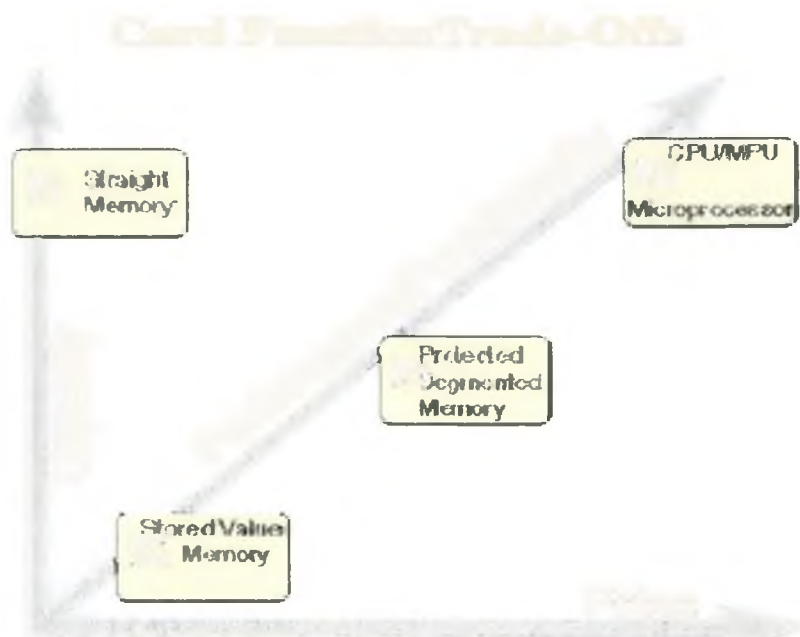 Card Function Trade-Offs
Straight
Memory
CPU/MPU
Microprocessor
Protected
Segmented
Memory
Stored Value
Memory